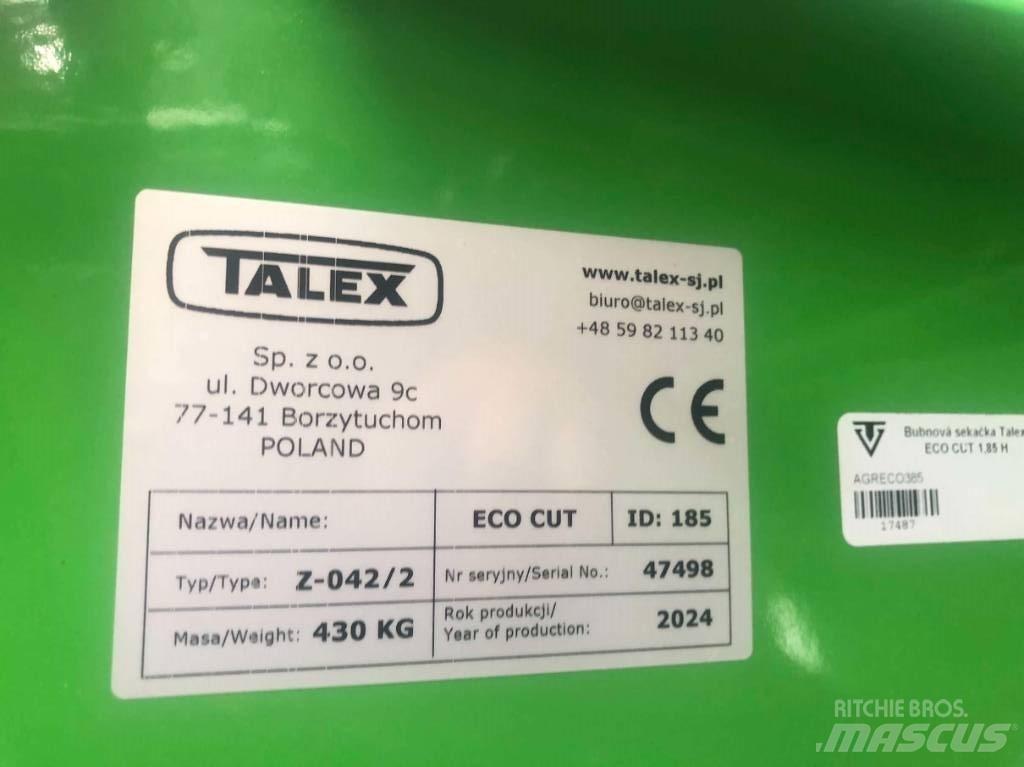 TALEX
Sp. z o.o.
ul. Dworcowa 9c
77-141 Borzytuchom
POLAND
www.talex-sj.pl
biuro@talex-sj.pl
+48 59 82 113 40
CE
Nazwa/Name: ECO CUT ID: 185
Typ/Type: Z-042/2 Nr seryjny/Serial No.: 47498
Masa/Weight: 430 KG Rok produkcji/
Year of production: 2024
Bubnová sekačka Talex
ECO CUT 1,85 H
AGRECO385
17487
RITCHIE BROS.
MASCUS